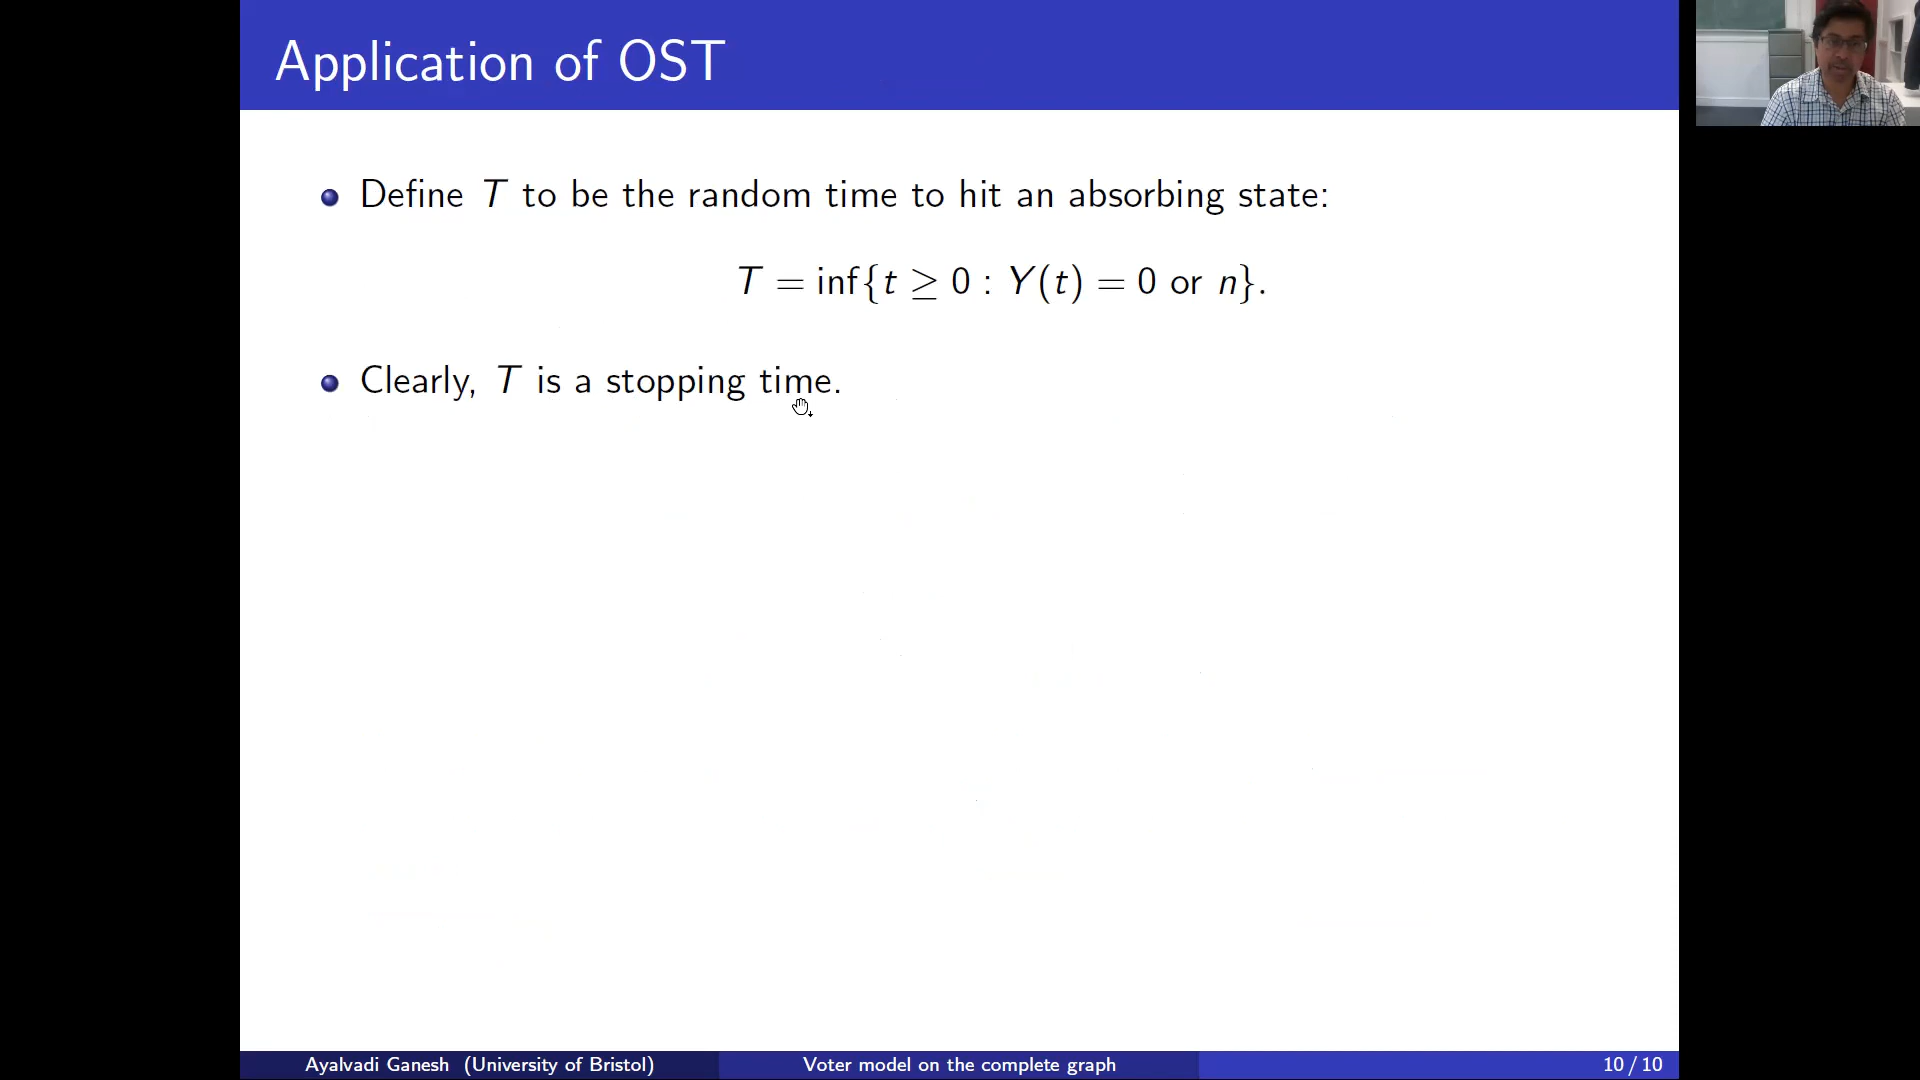 Application of OST
Define T to be the random time to hit an absorbing state:
T = inf{t ≥ 0 : Y(t) = 0 or n}.
Clearly, T is a stopping time.
Ayalvadi Ganesh (University of Bristol)
Voter model on the complete graph
10 / 10